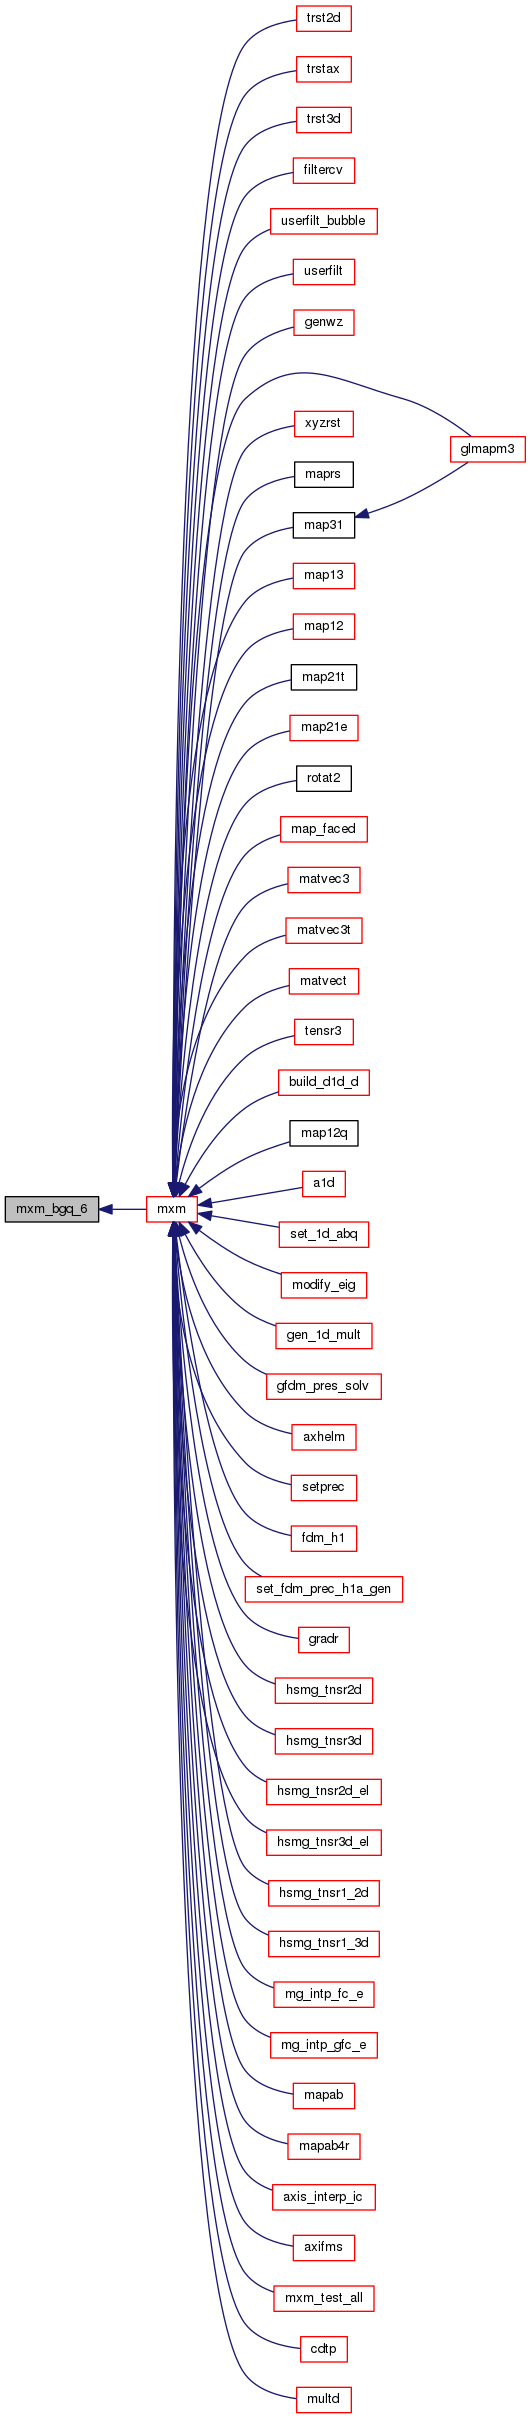 trst2d
trstax
trst3d
filtercv
userfilt_bubble
userfilt
genwz
xyzrst
glmapm3
maprs
map31
map13
map12
map21t
map21e
rotat2
map_faced
matvec3
matvec3t
matvect
tensr3
build_d1d_d
map12q
a1d
mxm_bgq_6
mxm
set_1d_abq
modify_eig
gen_1d_mult
gfdm_pres_solv
axhelm
setprec
fdm_h1
set_fdm_prec_h1a_gen
gradr
hsmg_tnsr2d
hsmg_tnsr3d
hsmg_tnsr2d_el
hsmg_tnsr3d_el
hsmg_tnsr1_2d
hsmg_tnsr1_3d
mg_intp_fc_e
mg_intp_gfc_e
mapab
mapab4r
axis_interp_ic
axifms
mxm_test_all
cdtp
multd